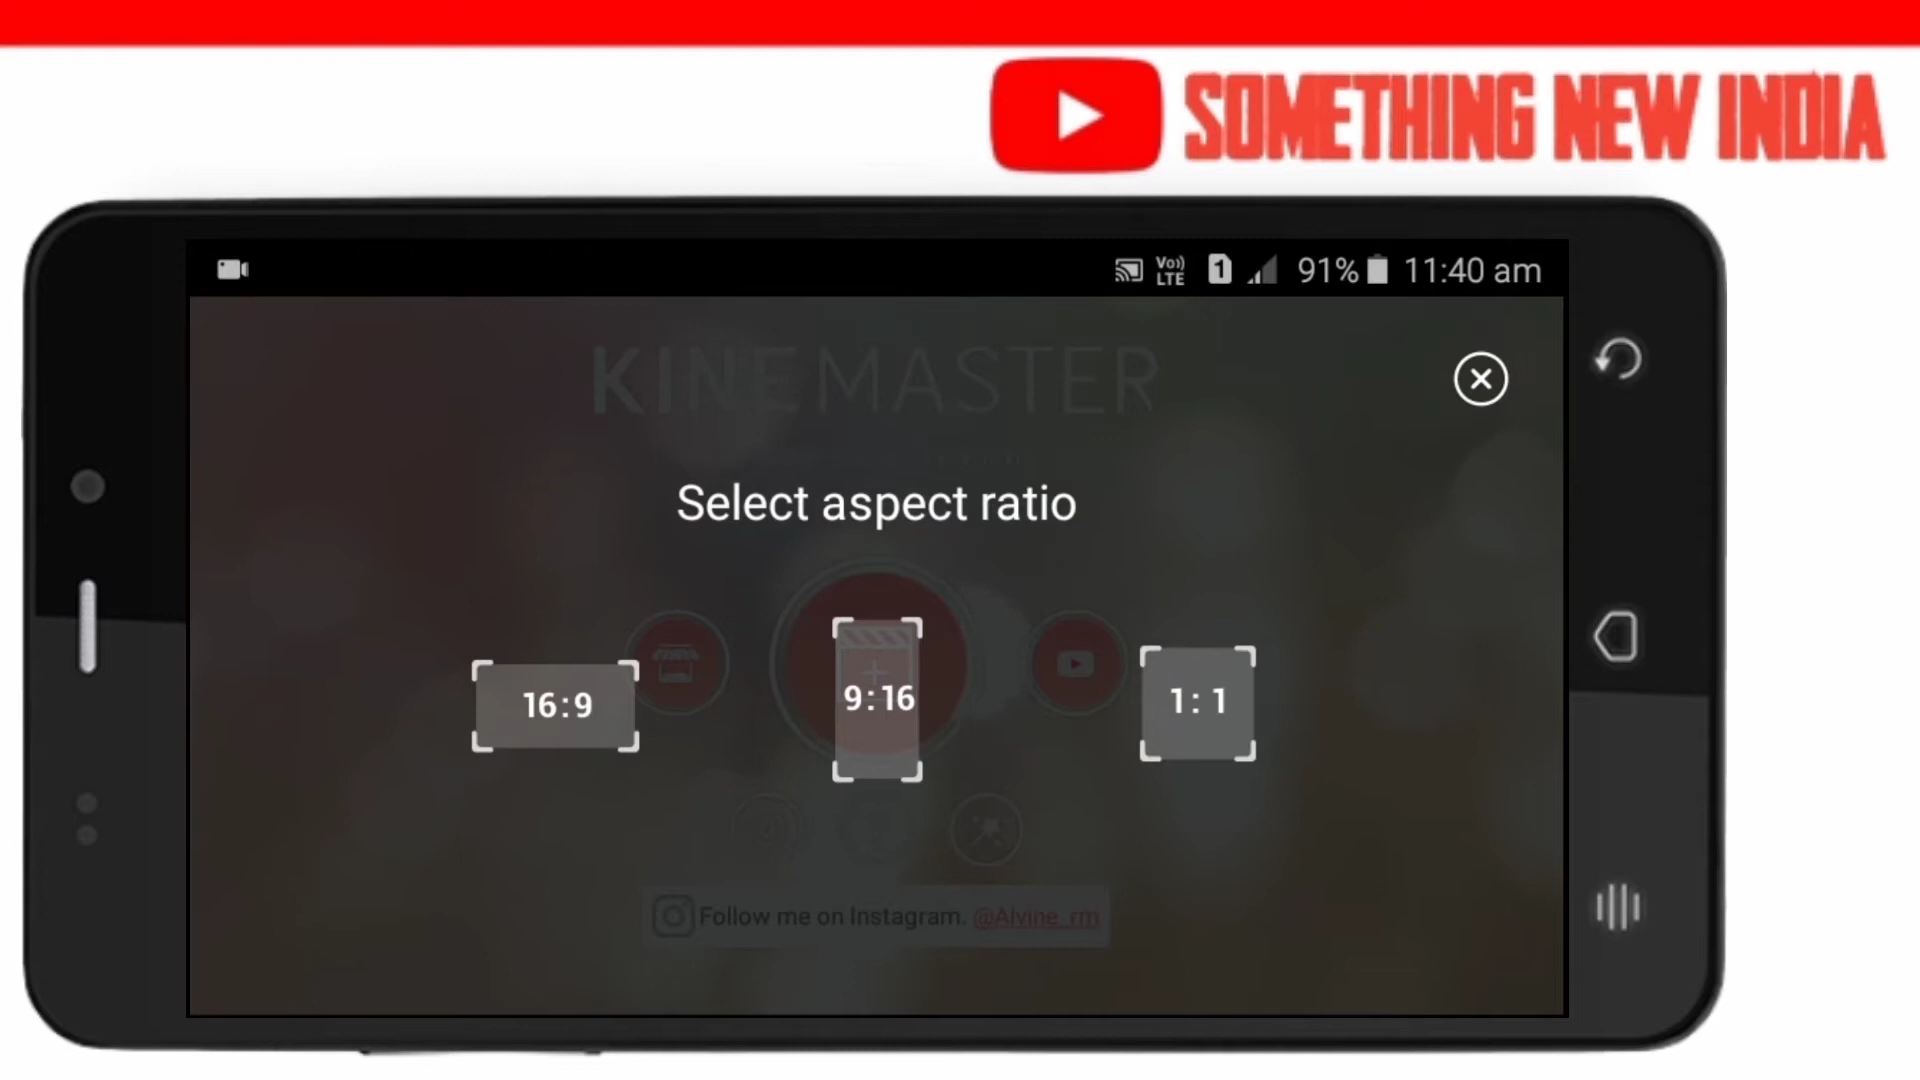 SOMETHING NEW INDIA
Vo)) LTE 1 91% 11:40 am
KINEMASTER
Select aspect ratio
16:9 9:16 1:1
Follow me on Instagram. @Alvine_rm